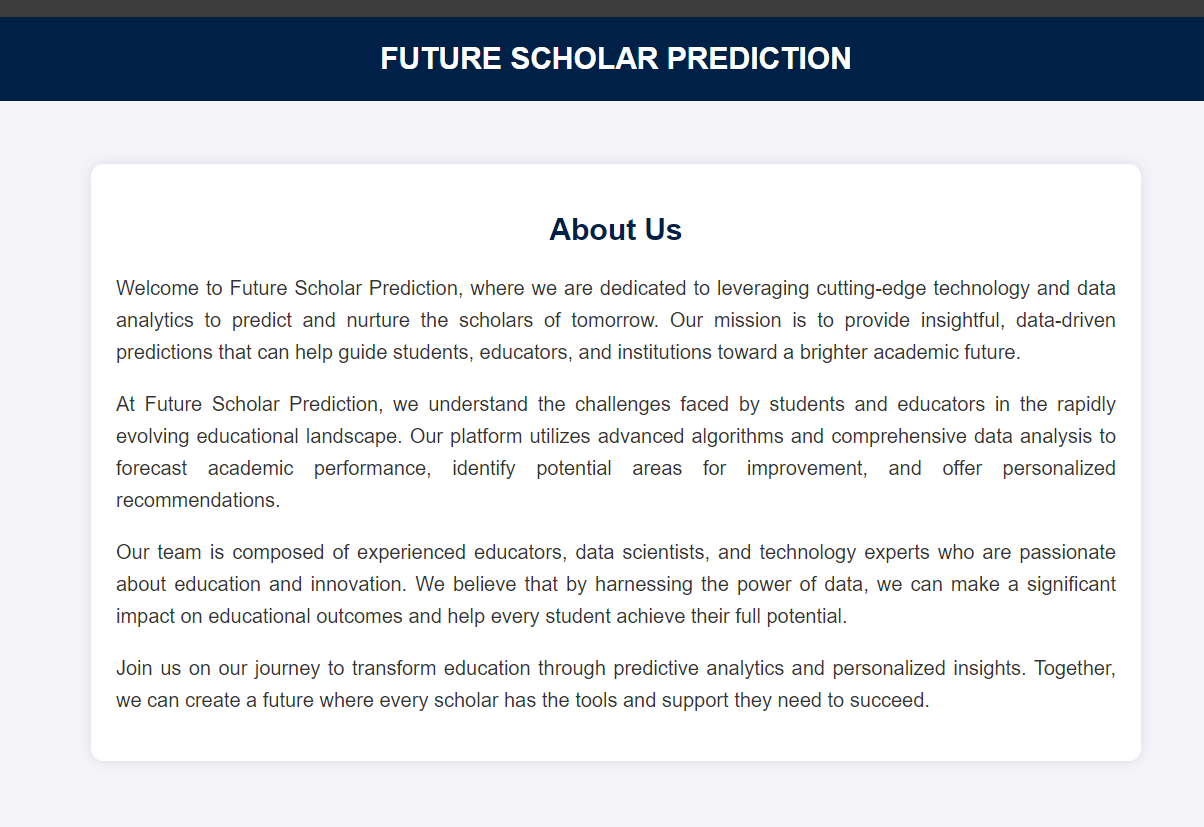 FUTURE SCHOLAR PREDICTION
About Us
Welcome to Future Scholar Prediction, where we are dedicated to leveraging cutting-edge technology and data
analytics to predict and nurture the scholars of tomorrow. Our mission is to provide insightful, data-driven
predictions that can help guide students, educators, and institutions toward a brighter academic future.
At Future Scholar Prediction, we understand the challenges faced by students and educators in the rapidly
evolving educational landscape. Our platform utilizes advanced algorithms and comprehensive data analysis to
forecast academic performance, identify potential areas for improvement, and offer personalized
recommendations.
Our team is composed of experienced educators, data scientists, and technology experts who are passionate
about education and innovation. We believe that by harnessing the power of data, we can make a significant
impact on educational outcomes and help every student achieve their full potential.
Join us on our journey to transform education through predictive analytics and personalized insights. Together,
we can create a future where every scholar has the tools and support they need to succeed.